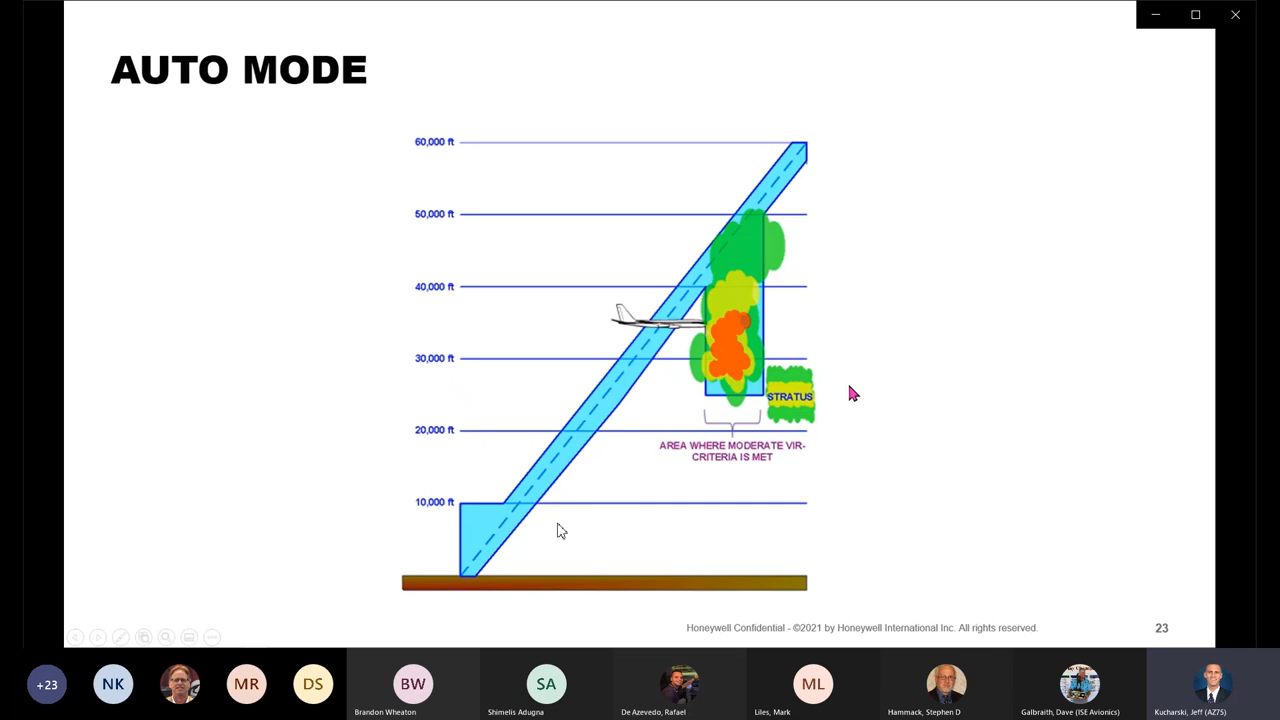 AUTO MODE
60,000 ft
50,000 ft
40,000 ft
30,000 ft
STRATUS
20,000 ft
AREA WHERE MODERATE VIR-
CRITERIA IS MET
10,000 ft
Honeywell Confidential - ©2021 by Honeywell International Inc. All rights reserved.
23
+23
NK
MR
DS
BW
SA
ML
Brandon Wheaton
Shimelis Adugna
De Azevedo, Rafael
Liles, Mark
Hammack, Stephen D
Galbraith, Dave (ISE Avionics)
Kucharski, Jeff (AZ75)